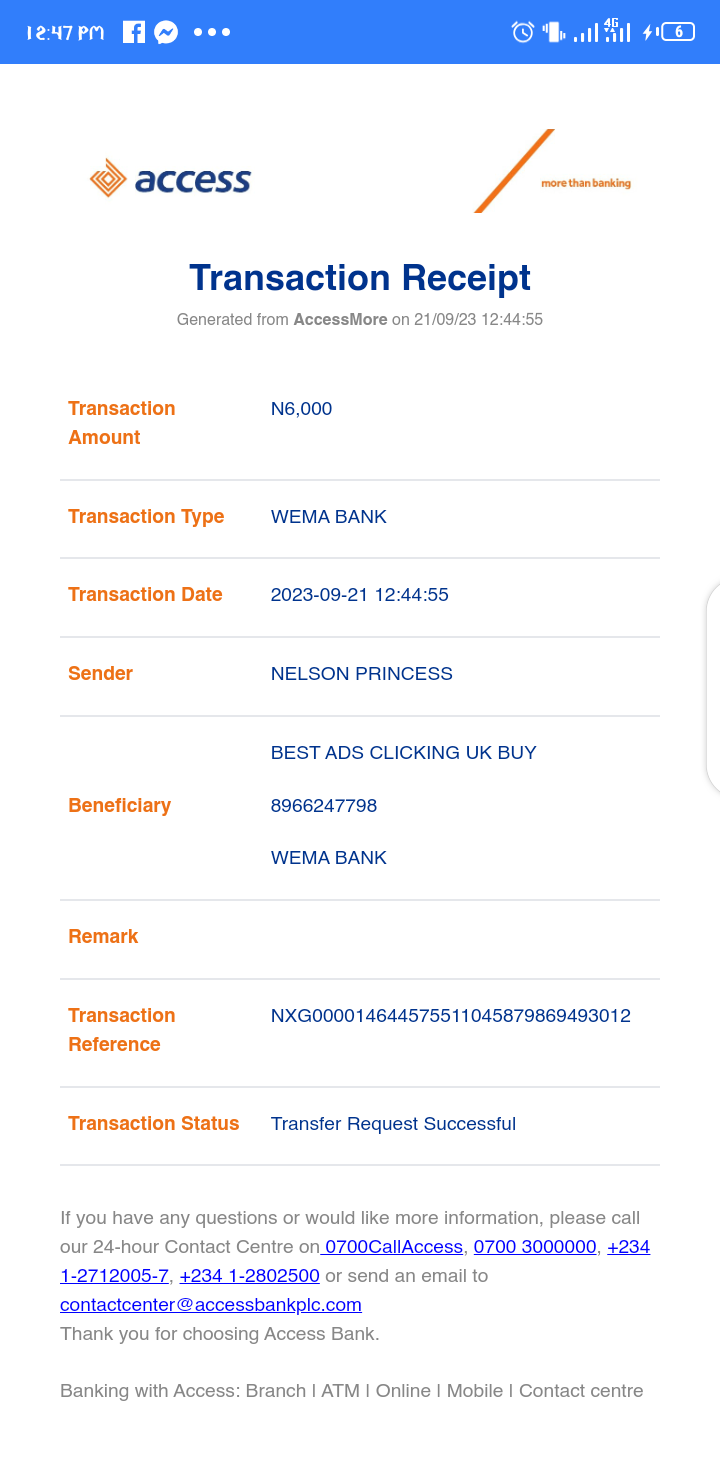 12:47 PM
4G
6
access
more than banking
Transaction Receipt
Generated from AccessMore on 21/09/23 12:44:55
Transaction Amount
N6,000
Transaction Type
WEMA BANK
Transaction Date
2023-09-21 12:44:55
Sender
NELSON PRINCESS
Beneficiary
BEST ADS CLICKING UK BUY
8966247798
WEMA BANK
Remark
Transaction Reference
NXG000014644575511045879869493012
Transaction Status
Transfer Request Successful
If you have any questions or would like more information, please call
our 24-hour Contact Centre on 0700CallAccess, 0700 3000000, +234
1-2712005-7, +234 1-2802500 or send an email to
contactcenter@accessbankplc.com
Thank you for choosing Access Bank.
Banking with Access: Branch | ATM | Online | Mobile | Contact centre